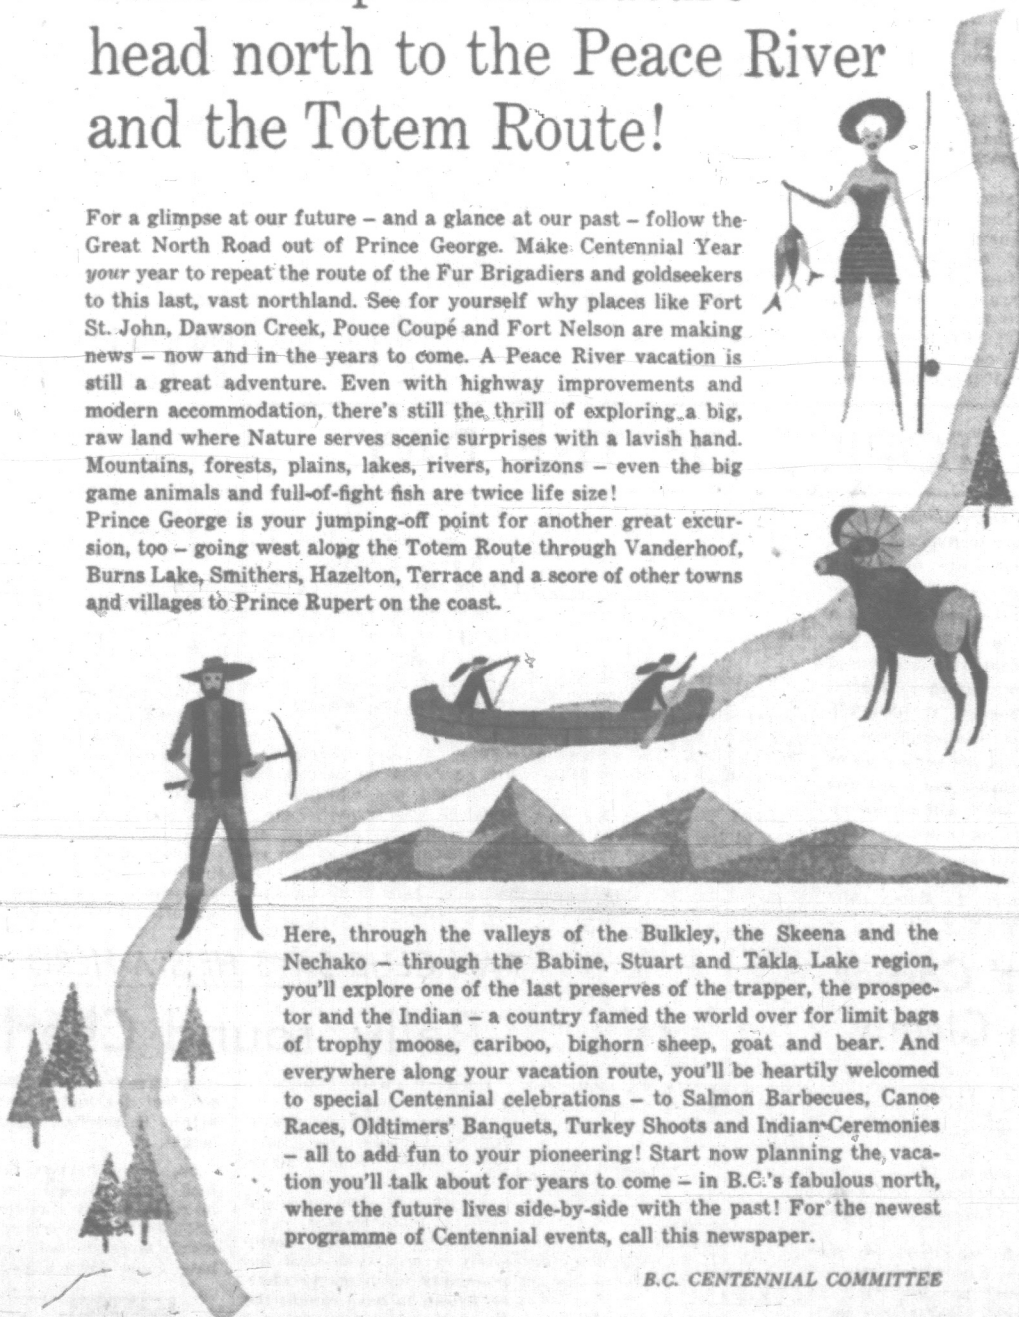 head north to the Peace River
and the Totem Route!
For a glimpse at our future – and a glance at our past – follow the
Great North Road out of Prince George. Make Centennial Year
your year to repeat the route of the Fur Brigadiers and goldseekers
to this last, vast northland. See for yourself why places like Fort
St. John, Dawson Creek, Pouce Coupé and Fort Nelson are making
news – now and in the years to come. A Peace River vacation is
still a great adventure. Even with highway improvements and
modern accommodation, there's still the thrill of exploring a big,
raw land where Nature serves scenic surprises with a lavish hand.
Mountains, forests, plains, lakes, rivers, horizons – even the big
game animals and full-of-fight fish are twice life size!
Prince George is your jumping-off point for another great excur-
sion, too – going west along the Totem Route through Vanderhoof,
Burns Lake, Smithers, Hazelton, Terrace and a score of other towns
and villages to Prince Rupert on the coast.
Here, through the valleys of the Bulkley, the Skeena and the
Nechako – through the Babine, Stuart and Takla Lake region,
you'll explore one of the last preserves of the trapper, the prospec-
tor and the Indian – a country famed the world over for limit bags
of trophy moose, cariboo, bighorn sheep, goat and bear. And
everywhere along your vacation route, you'll be heartily welcomed
to special Centennial celebrations – to Salmon Barbecues, Canoe
Races, Oldtimers' Banquets, Turkey Shoots and Indian Ceremonies
– all to add fun to your pioneering! Start now planning the vaca-
tion you'll talk about for years to come – in B.C.'s fabulous north,
where the future lives side-by-side with the past! For the newest
programme of Centennial events, call this newspaper.
B.C. CENTENNIAL COMMITTEE